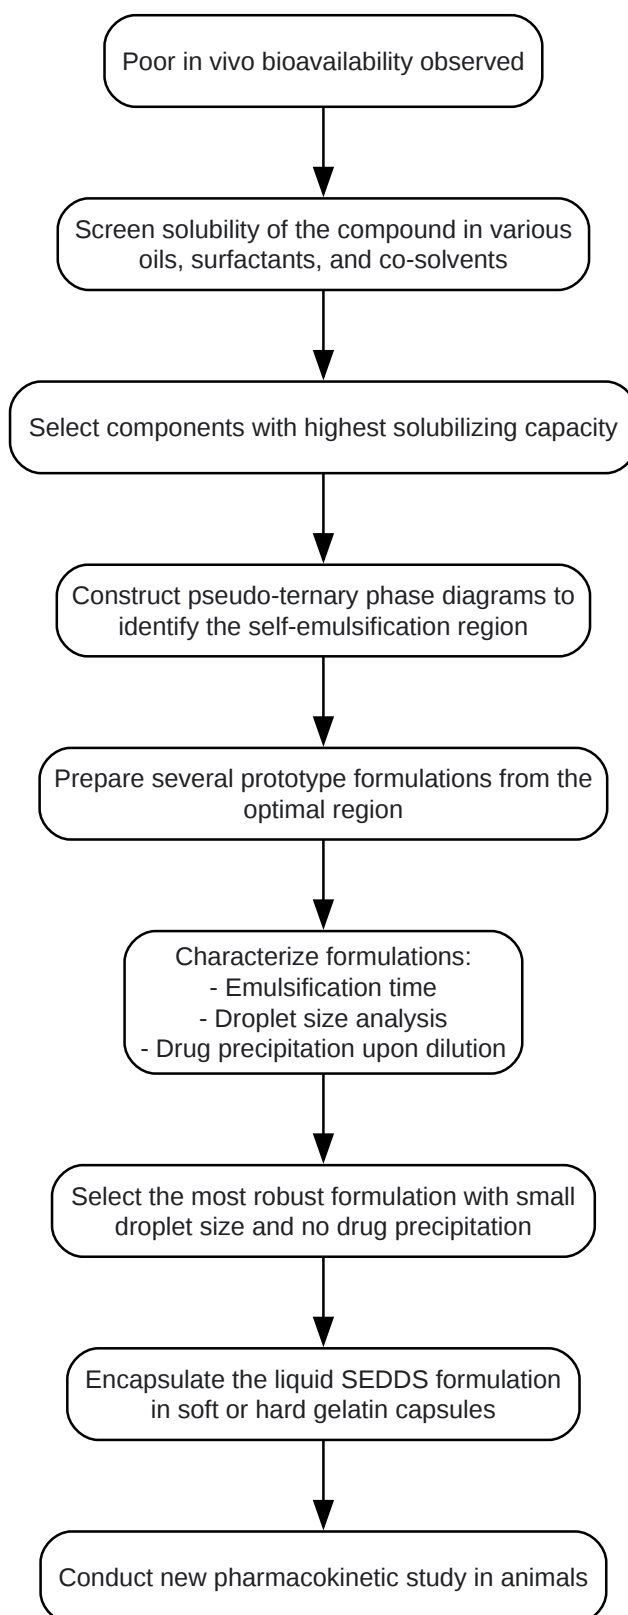 Poor in vivo bioavailability observed
Screen solubility of the compound in various
oils, surfactants, and co-solvents
Select components with highest solubilizing capacity
Construct pseudo-ternary phase diagrams to
identify the self-emulsification region
Prepare several prototype formulations from the
optimal region
Characterize formulations:
- Emulsification time
- Droplet size analysis
- Drug precipitation upon dilution
Select the most robust formulation with small
droplet size and no drug precipitation
Encapsulate the liquid SEDDS formulation
in soft or hard gelatin capsules
Conduct new pharmacokinetic study in animals